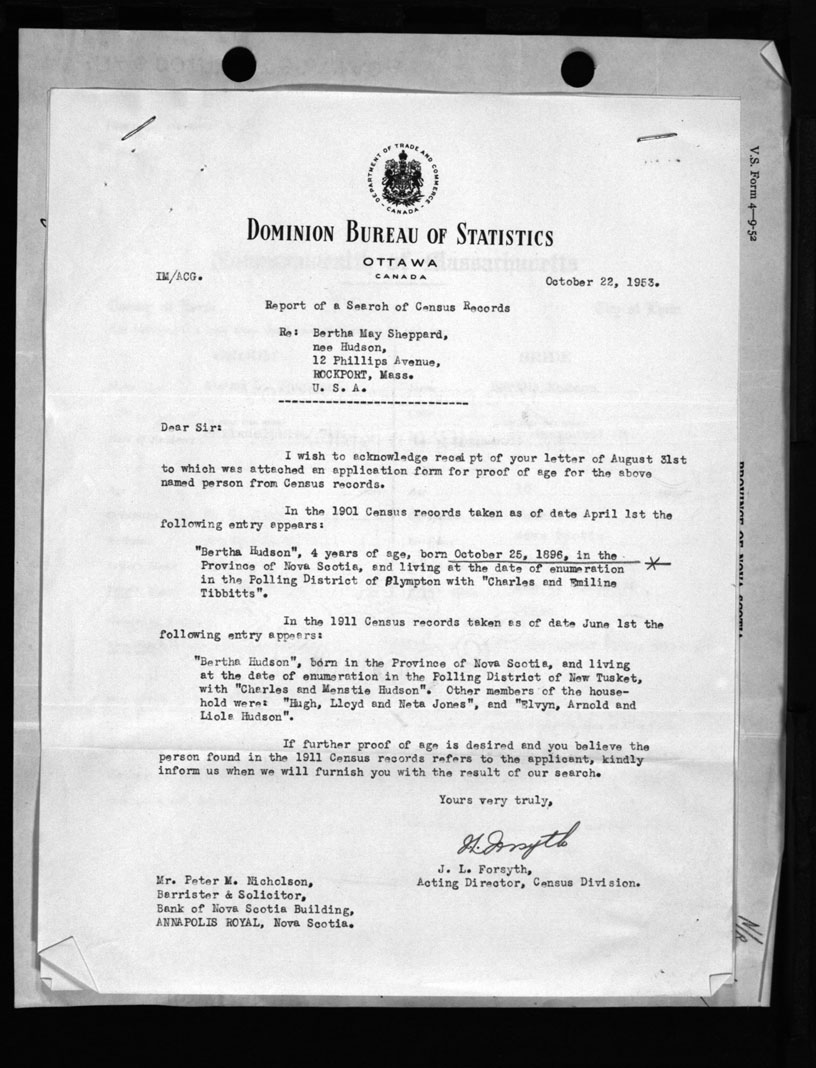 DEPARTMENT OF TRADE AND COMMERCE
CANADA
DOMINION BUREAU OF STATISTICS
OTTAWA
CANADA
IM/ACG.
October 22, 1953.
Report of a Search of Census Records
Re: Bertha May Sheppard,
nee Hudson,
12 Phillips Avenue,
ROCKPORT, Mass.
U. S. A.
----------------------------
Dear Sir:
I wish to acknowledge receipt of your letter of August 31st
to which was attached an application form for proof of age for the above
named person from Census records.
In the 1901 Census records taken as of date April 1st the
following entry appears:
"Bertha Hudson", 4 years of age, born October 25, 1896, in the
Province of Nova Scotia, and living at the date of enumeration
in the Polling District of Plympton with "Charles and Emiline
Tibbitts".
In the 1911 Census records taken as of date June 1st the
following entry appears:
"Bertha Hudson", born in the Province of Nova Scotia, and living
at the date of enumeration in the Polling District of New Tusket,
with "Charles and Menstie Hudson". Other members of the house-
hold were: "Hugh, Lloyd and Neta Jones", and "Elvyn, Arnold and
Liola Hudson".
If further proof of age is desired and you believe the
person found in the 1911 Census records refers to the applicant, kindly
inform us when we will furnish you with the result of our search.
Yours very truly,
J. L. Forsyth
J. L. Forsyth,
Acting Director, Census Division.
Mr. Peter M. Nicholson,
Barrister & Solicitor,
Bank of Nova Scotia Building,
ANNAPOLIS ROYAL, Nova Scotia.
V.S. Form 4—9-52
PROVINCE OF NOVA SCOTIA
N/R